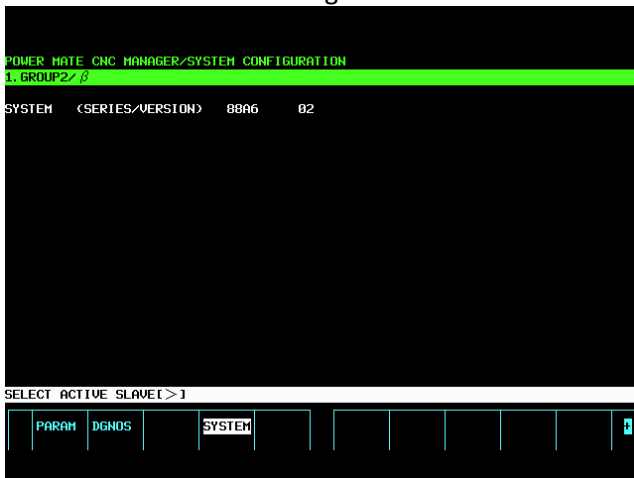 POWER MATE CNC MANAGER/SYSTEM CONFIGURATION
1.GROUP2/β
SYSTEM (SERIES/VERSION) 88A6 02
SELECT ACTIVE SLAVE[>]
PARAM DGNOS SYSTEM +